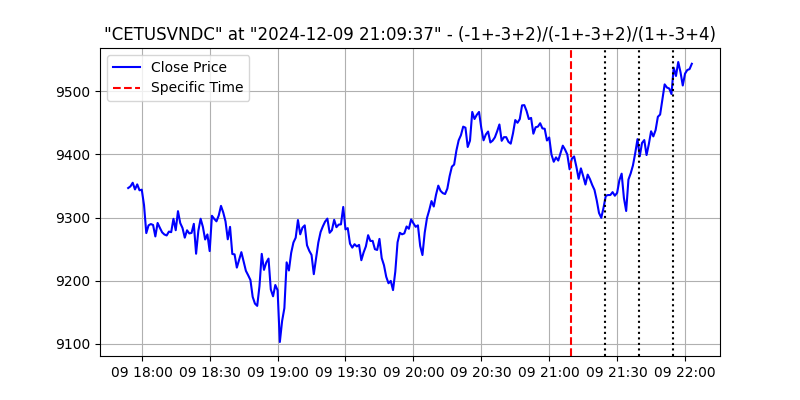 "CETUSVNDC" at "2024-12-09 21:09:37" - (-1+-3+2)/(-1+-3+2)/(1+-3+4)
Close Price
Specific Time
9500
9400
9300
9200
9100
09 18:00 09 18:30 09 19:00 09 19:30 09 20:00 09 20:30 09 21:00 09 21:30 09 22:00